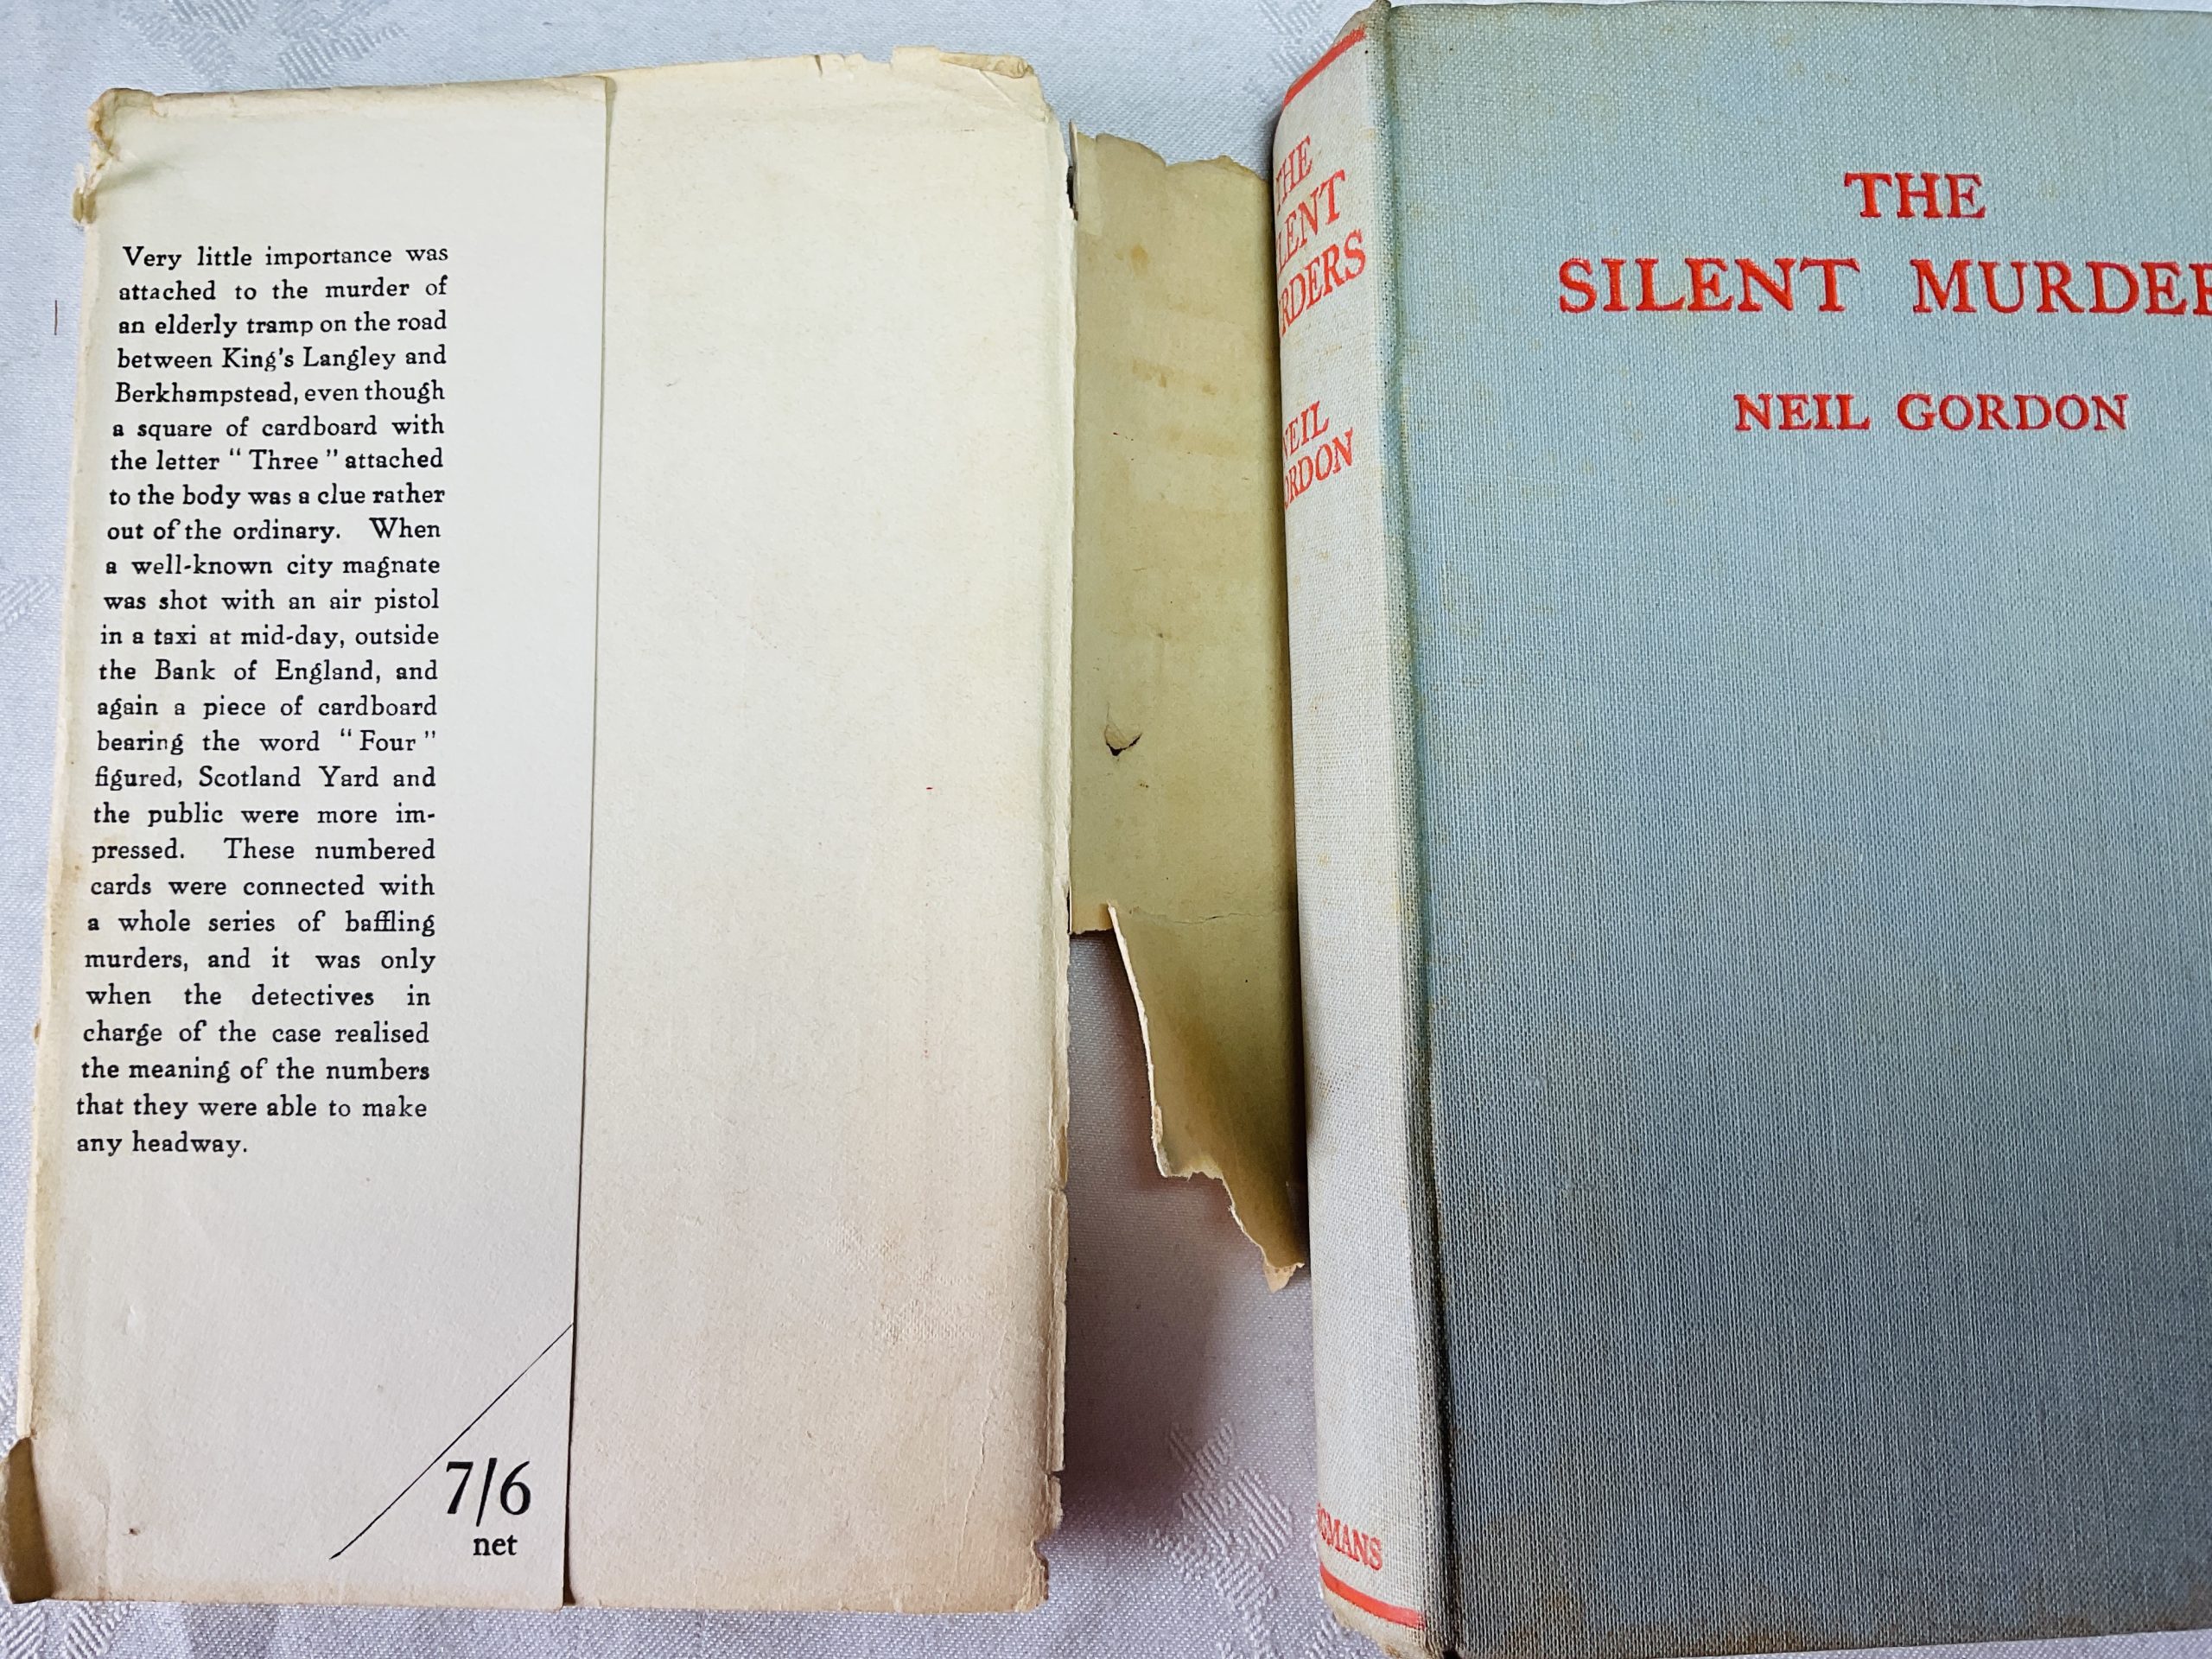 Very little importance was
attached to the murder of
an elderly tramp on the road
between King's Langley and
Berkhampstead, even though
a square of cardboard with
the letter “ Three ” attached
to the body was a clue rather
out of the ordinary. When
a well-known city magnate
was shot with an air pistol
in a taxi at mid-day, outside
the Bank of England, and
again a piece of cardboard
bearing the word “ Four ”
figured, Scotland Yard and
the public were more im-
pressed. These numbered
cards were connected with
a whole series of baffling
murders, and it was only
when the detectives in
charge of the case realised
the meaning of the numbers
that they were able to make
any headway.
7/6
net
THE
LENT
RDERS
NEIL
ORDON
GMANS
THE
SILENT MURDER
NEIL GORDON